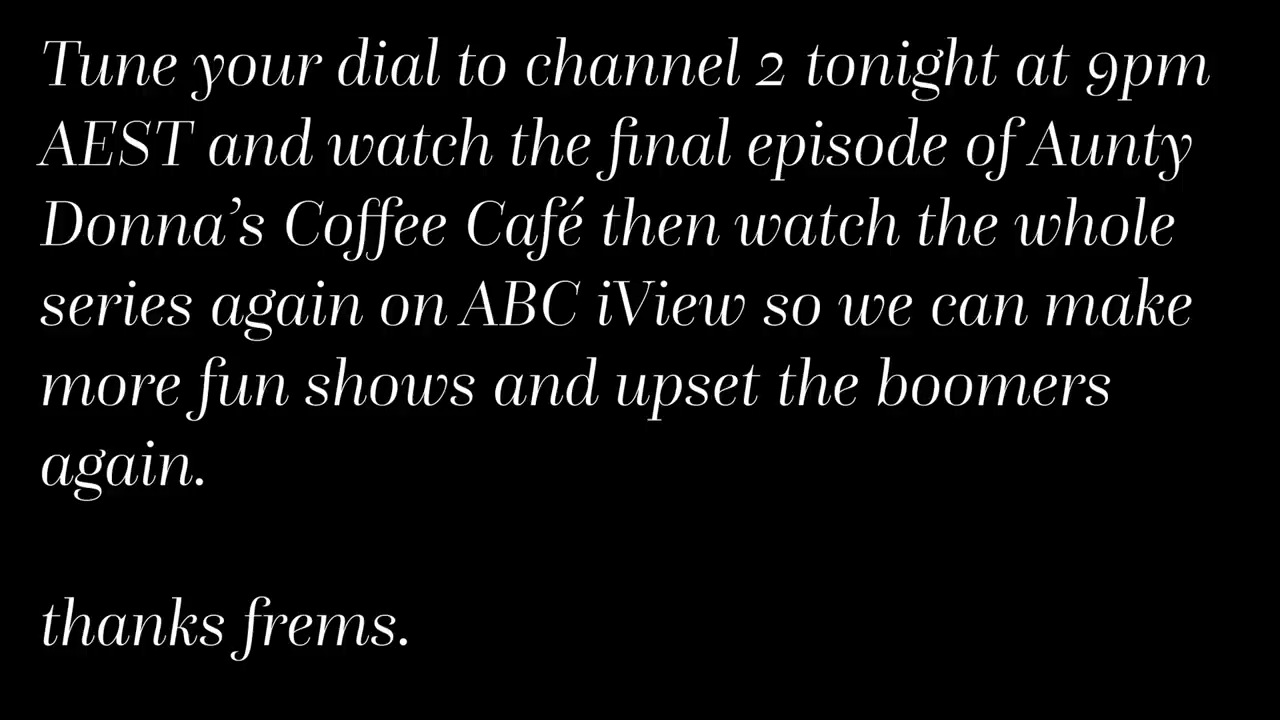 Tune your dial to channel 2 tonight at 9pm
AEST and watch the final episode of Aunty
Donna’s Coffee Café then watch the whole
series again on ABC iView so we can make
more fun shows and upset the boomers
again.
thanks frems.